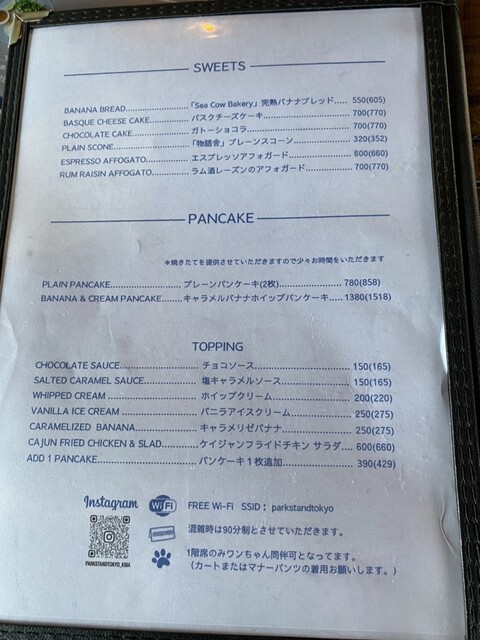 SWEETS
BANANA BREAD........................「Sea Cow Bakery」完熟バナナブレッド..... 550(605)
BASQUE CHEESE CAKE..............バスクチーズケーキ.............................. 700(770)
CHOCOLATE CAKE....................ガトーショコラ................................... 700(770)
PLAIN SCONE..........................「物語舎」プレーンスコーン.................. 320(352)
ESPRESSO AFFOGATO...............エスプレッソアフォガード..................... 600(660)
RUM RAISIN AFFOGATO.............ラム酒レーズンのアフォガード............... 700(770)
PANCAKE
*焼きたてを提供させていただきますので少々お時間をいただきます
PLAIN PANCAKE........................プレーンパンケーキ(2枚)...................... 780(858)
BANANA & CREAM PANCAKE.......キャラメルバナナホイップパンケーキ..... 1380(1518)
TOPPING
CHOCOLATE SAUCE...................チョコソース...................................... 150(165)
SALTED CARAMEL SAUCE............塩キャラメルソース.............................. 150(165)
WHIPPED CREAM ......................ホイップクリーム................................. 200(220)
VANILLA ICE CREAM...................バニラアイスクリーム........................... 250(275)
CARAMELIZED BANANA..............キャラメリゼバナナ.............................. 250(275)
CAJUN FRIED CHICKEN & SLAD....ケイジャンフライドチキン サラダ.... 600(660)
ADD 1 PANCAKE........................パンケーキ1枚追加.............................. 390(429)
Instagram
WiFi
FREE Wi-Fi SSID： parkstandtokyo
混雑時は90分制とさせていただきます。
PARKSTANDTOKYO_KIBA
1階席のみワンちゃん同伴可となってます。
（カートまたはマナーパンツの着用お願いします。）